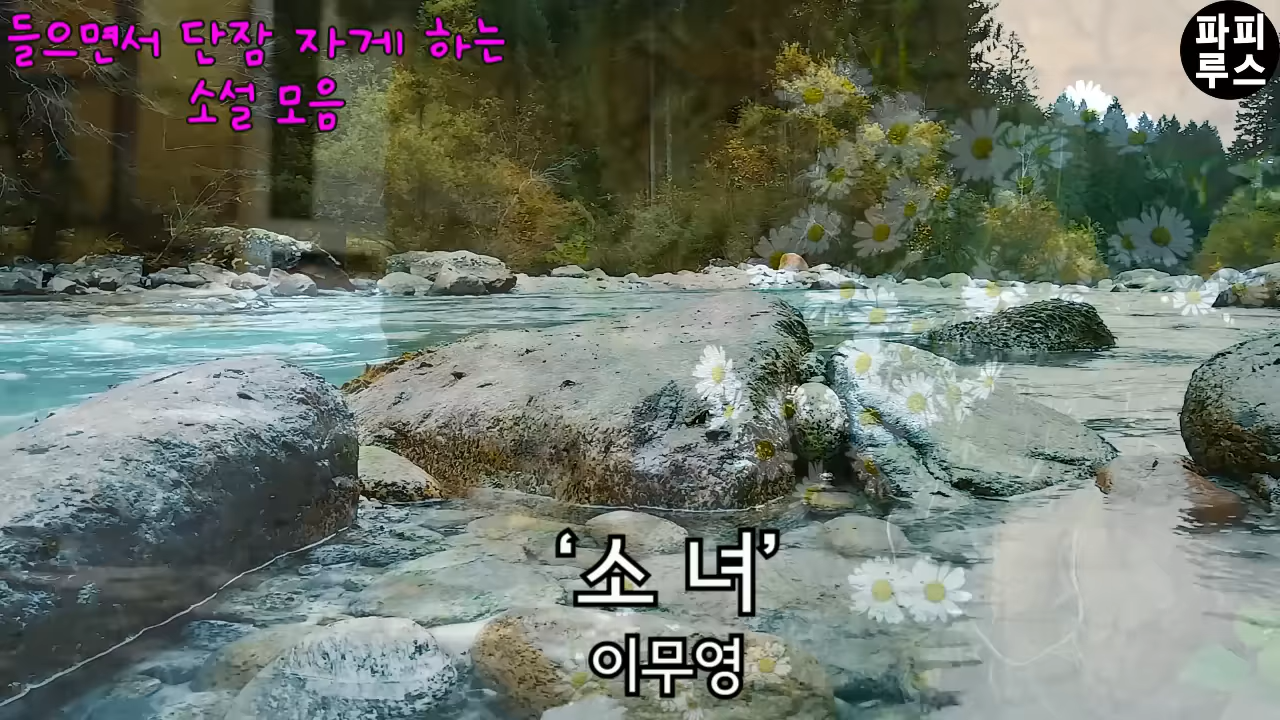 들으면서 단잠 자게 하는
소설 모음
파피
루스
‘소 녀’
이무영